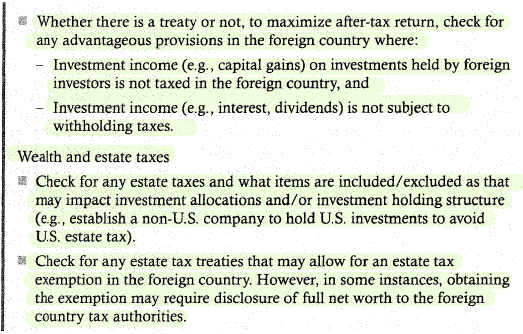 Whether there is a treaty or not, to maximize after-tax return, check for
any advantageous provisions in the foreign country where:
– Investment income (e.g., capital gains) on investments held by foreign
investors is not taxed in the foreign country, and
– Investment income (e.g., interest, dividends) is not subject to
withholding taxes.
Wealth and estate taxes
Check for any estate taxes and what items are included/excluded as that
may impact investment allocations and/or investment holding structure
(e.g., establish a non-U.S. company to hold U.S. investments to avoid
U.S. estate tax).
Check for any estate tax treaties that may allow for an estate tax
exemption in the foreign country. However, in some instances, obtaining
the exemption may require disclosure of full net worth to the foreign
country tax authorities.